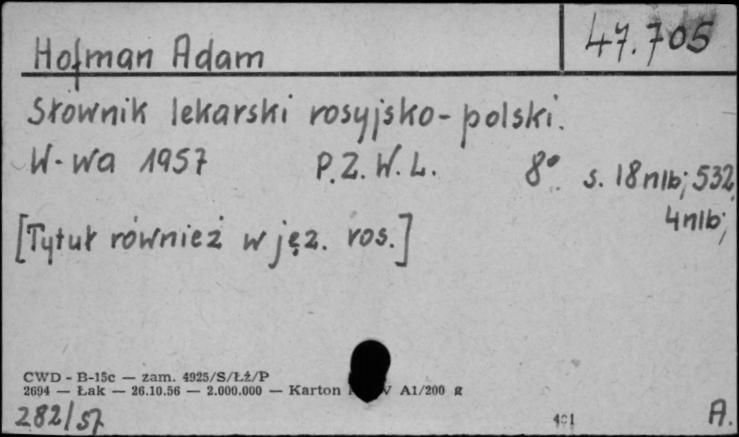 Hofman Adam 47.705
Słownik lekarski rosyjsko-polski.
W-wa 1957 P.Z.W.L. 8° s. 18nlb; 532,
4nlb;
[Tytuł również w jęz. ros.]
CWD - B-15c — zam. 4925/S/Łź/P
2694 — Łak — 26.10.56 — 2.000.000 — Karton V A1/200 g
282/57 A.